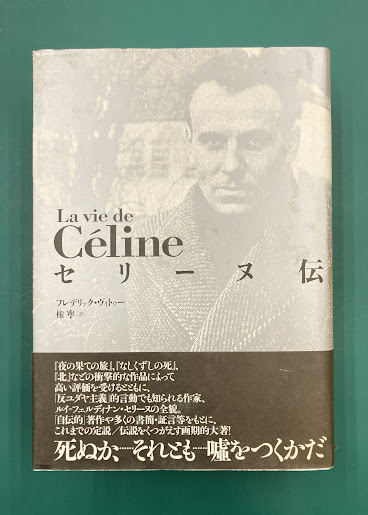 La vie de
Céline
セリーヌ伝
フレデリック・ヴィトゥー
権寧 訳
『夜の果ての旅』、『なしくずしの死』、
『北』などの衝撃的な作品によって
高い評価を受けるとともに、
「反ユダヤ主義」的言動でも知られる作家、
ルイ=フェルディナン・セリーヌの全貌。
「自伝的」著作や多くの書簡・証言等をもとに、
これまでの定説/伝説をくつがえす画期的大著!
死ぬか、……それとも……嘘をつくかだ